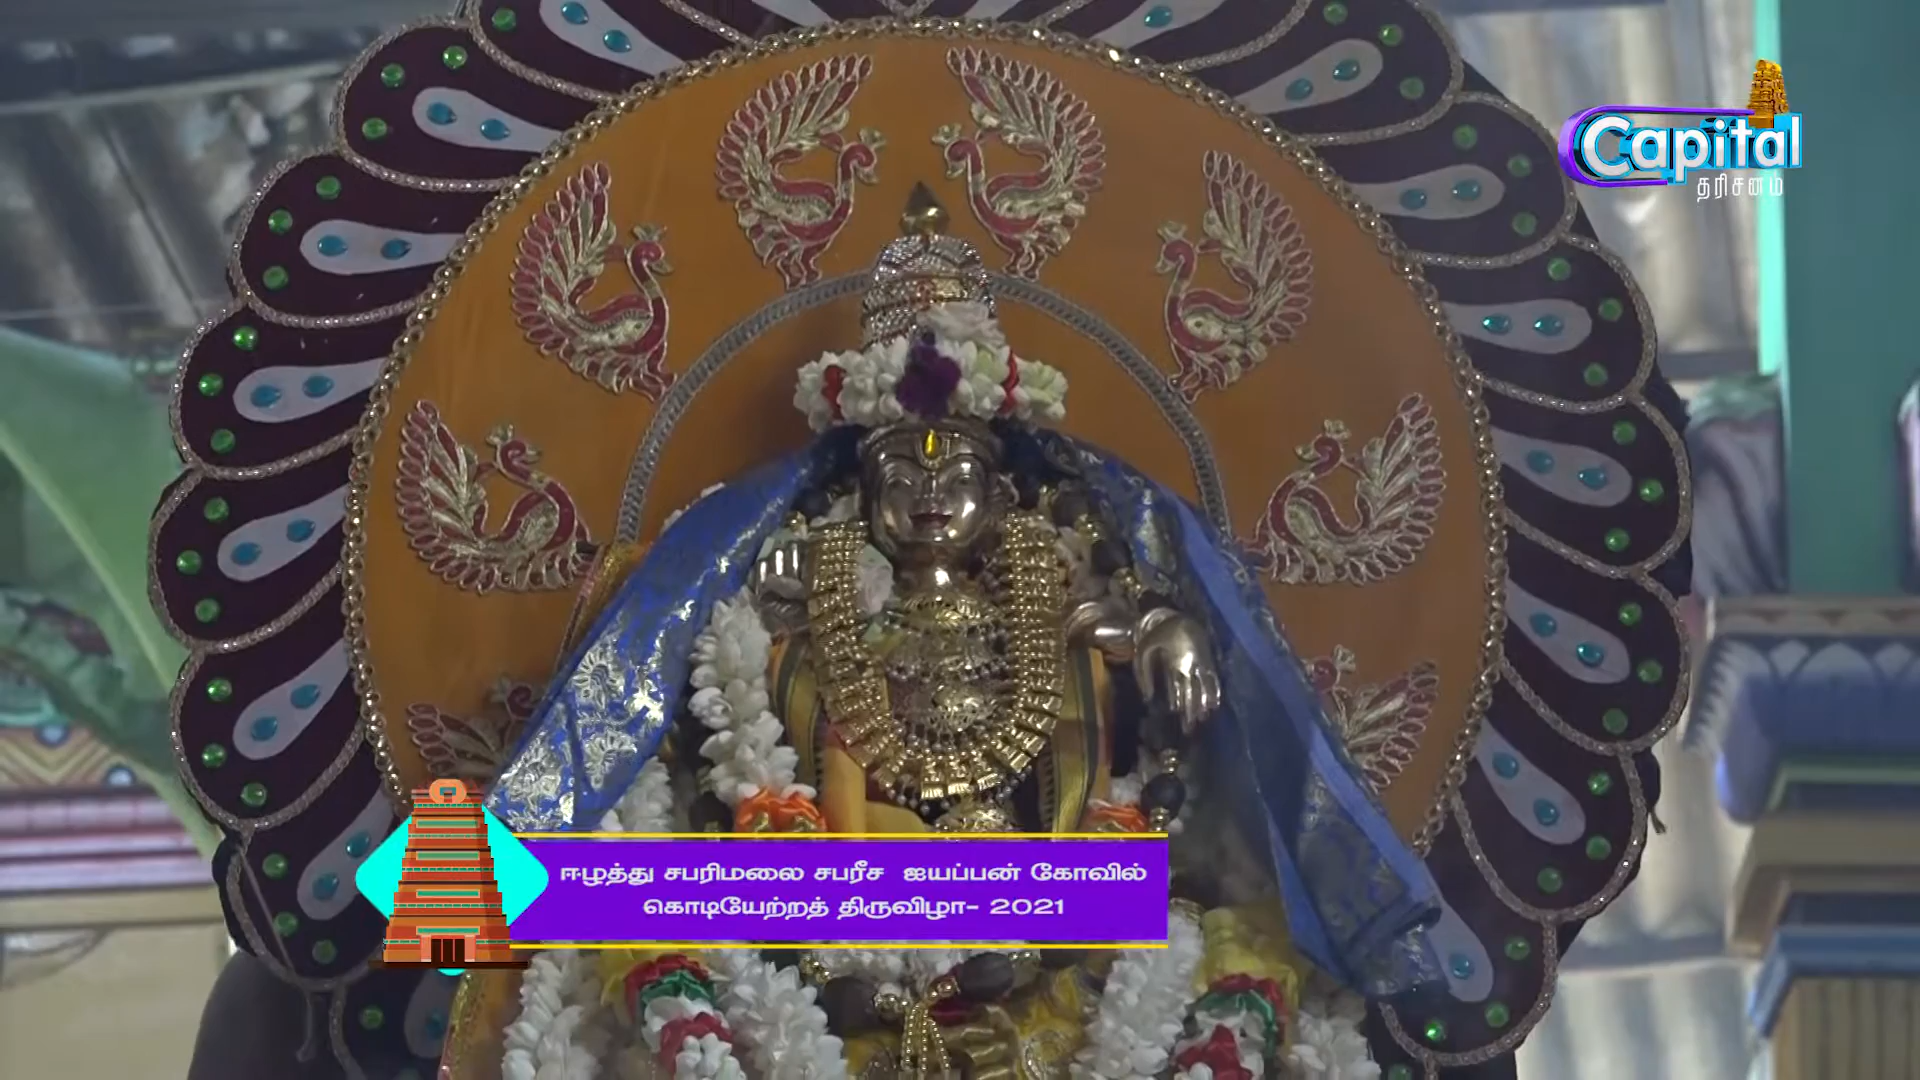 Capital
தரிசனம்
ஈழத்து சபரிமலை சபரீச ஐயப்பன் கோவில்
கொடியேற்றத் திருவிழா- 2021